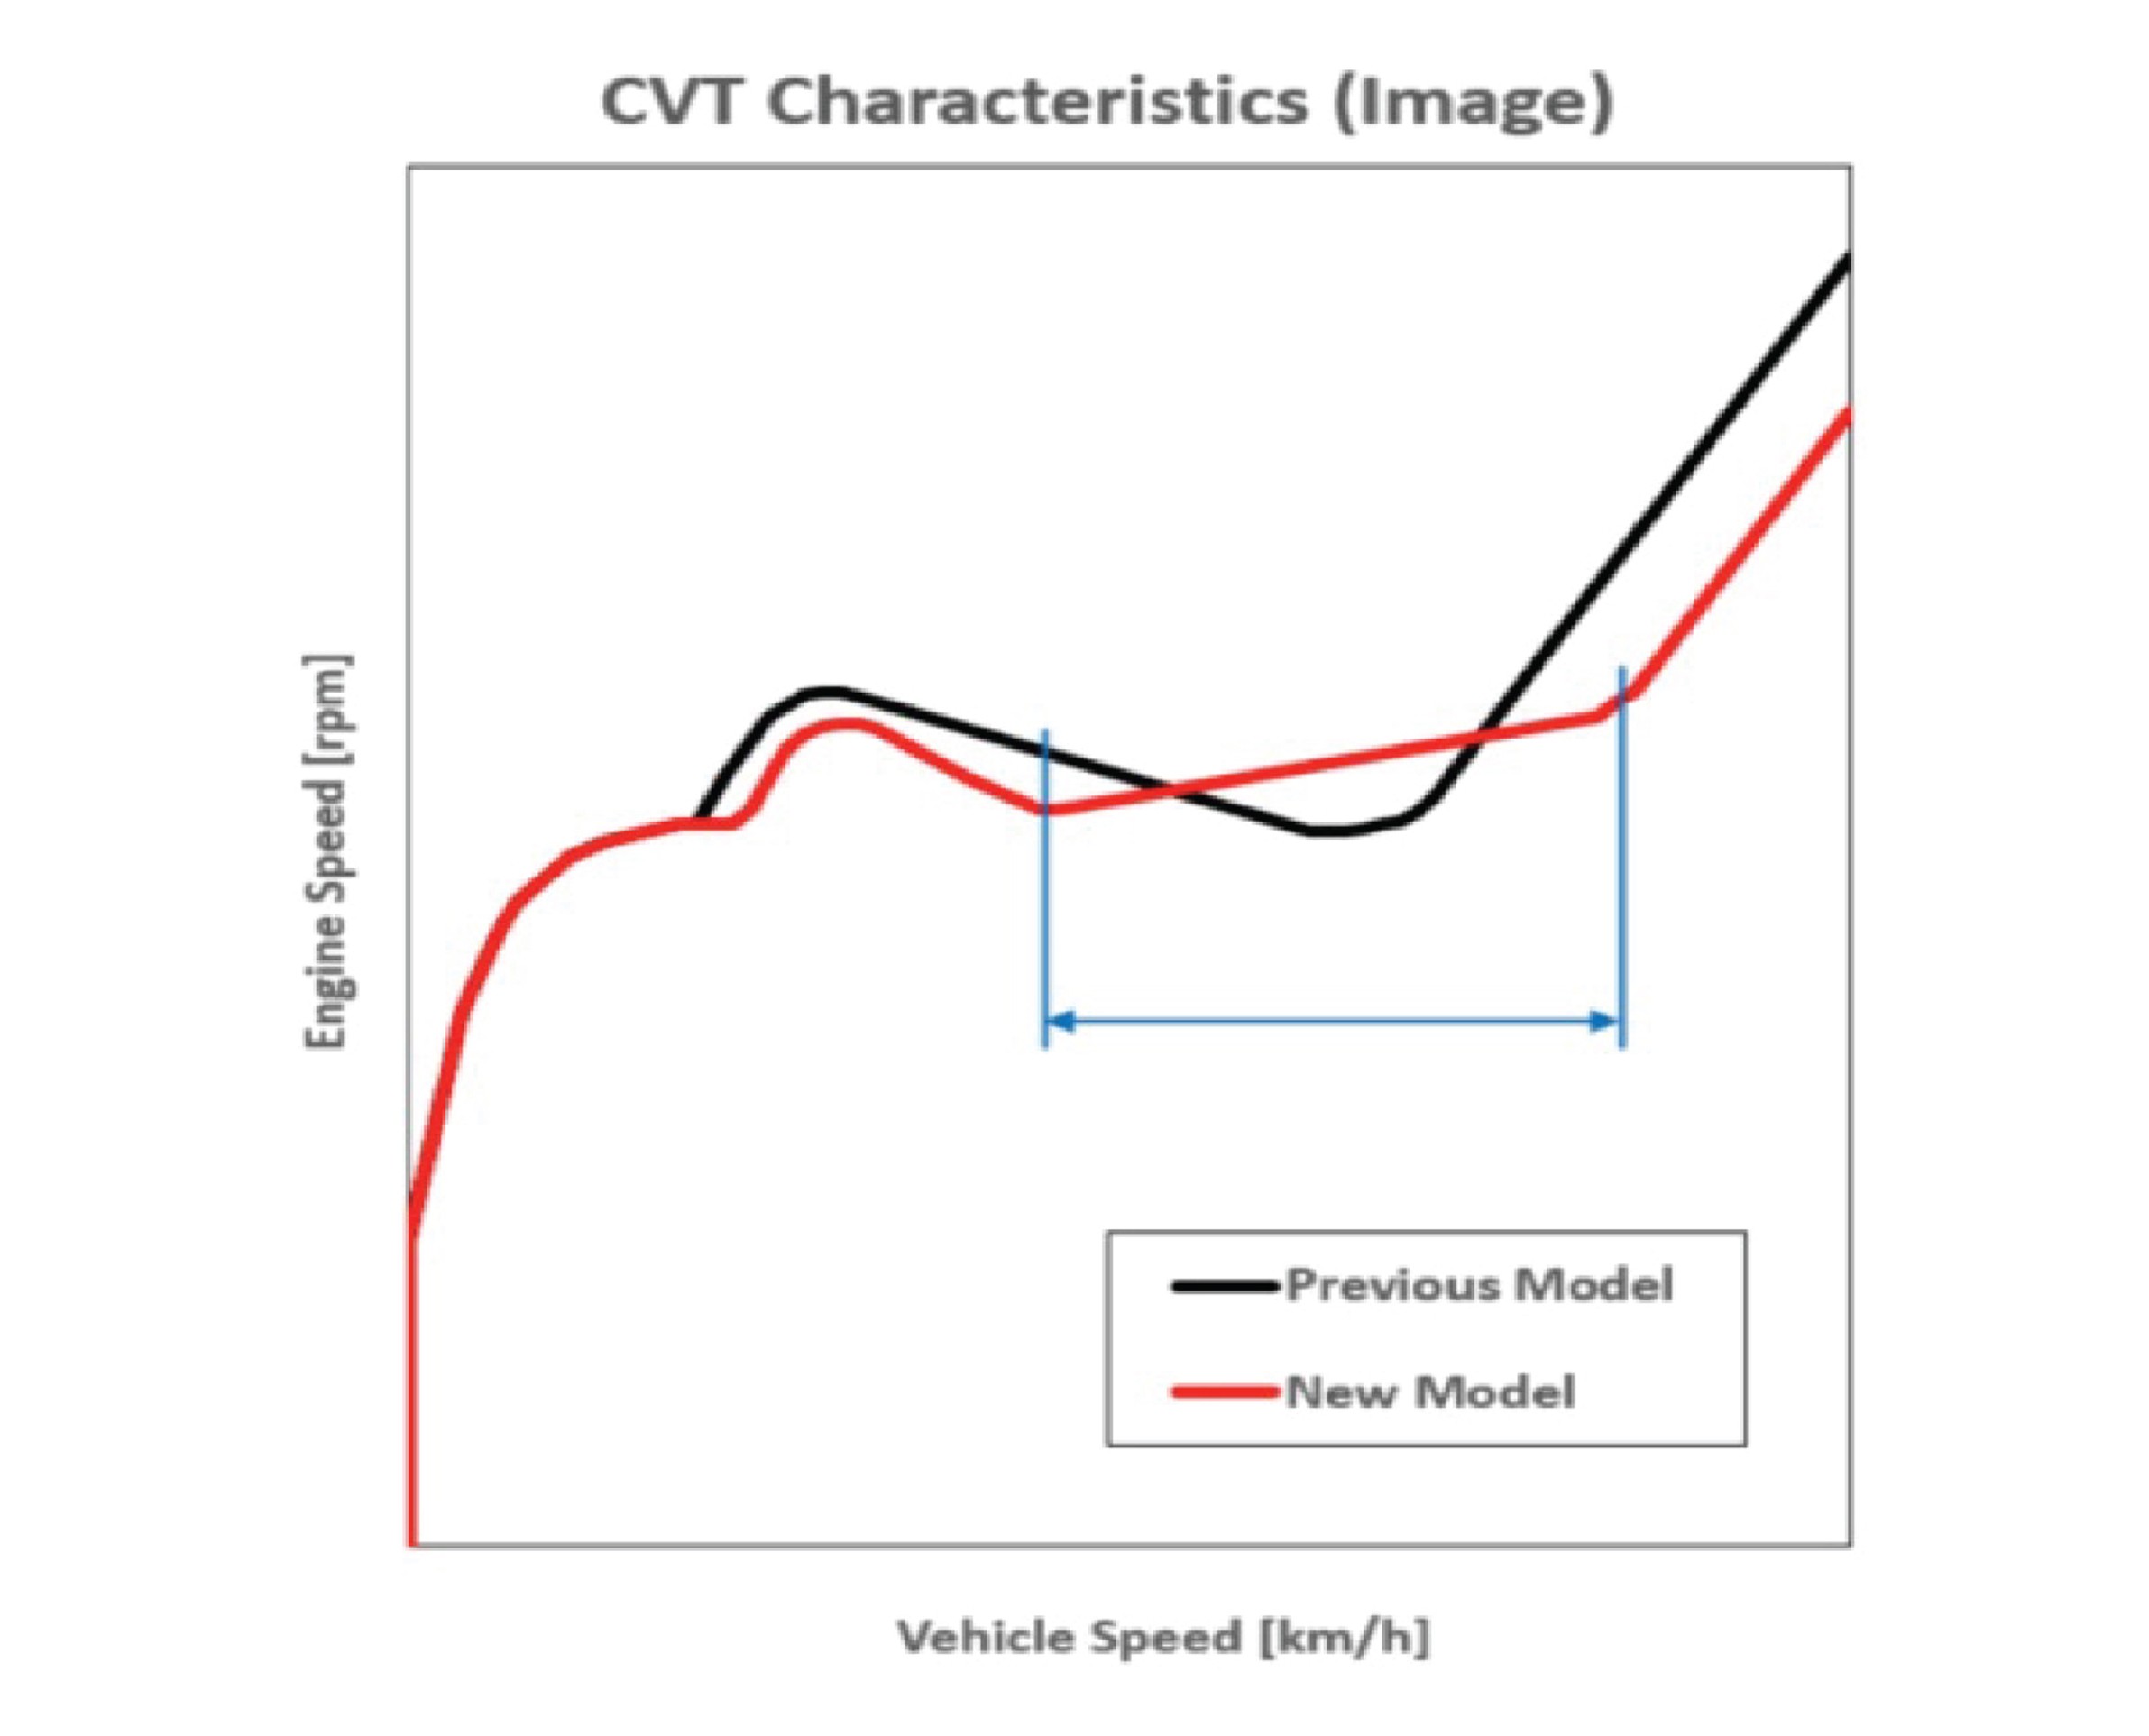 CVT Characteristics (Image)
Engine Speed [rpm]
Previous Model
New Model
Vehicle Speed [km/h]